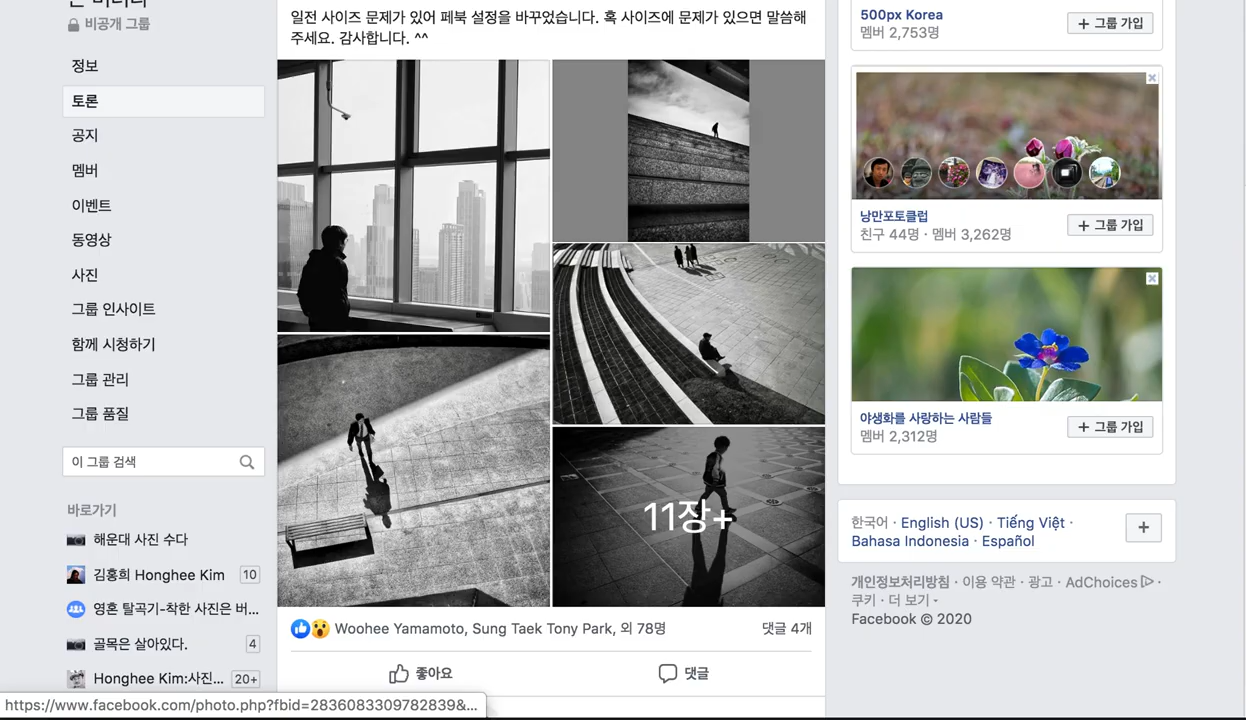 비공개 그룹
정보
토론
공지
멤버
이벤트
동영상
사진
그룹 인사이트
함께 시청하기
그룹 관리
그룹 품질
이 그룹 검색
바로가기
해운대 사진 수다
김홍희 Honghee Kim 10
영혼 탈곡기-착한 사진은 버...
골목은 살아있다. 4
Honghee Kim:사진... 20+
https://www.facebook.com/photo.php?fbid=2836083309782839&...
일전 사이즈 문제가 있어 페북 설정을 바꾸었습니다. 혹 사이즈에 문제가 있으면 말씀해
주세요. 감사합니다. ^^
11장+
Woohee Yamamoto, Sung Taek Tony Park, 외 78명 댓글 4개
좋아요 댓글
500px Korea
멤버 2,753명
+ 그룹 가입
낭만포토클럽
친구 44명 · 멤버 3,262명
+ 그룹 가입
야생화를 사랑하는 사람들
멤버 2,312명
+ 그룹 가입
한국어 · English (US) · Tiếng Việt ·
Bahasa Indonesia · Español
+
개인정보처리방침 · 이용 약관 · 광고 · AdChoices ·
쿠키 · 더 보기
Facebook © 2020